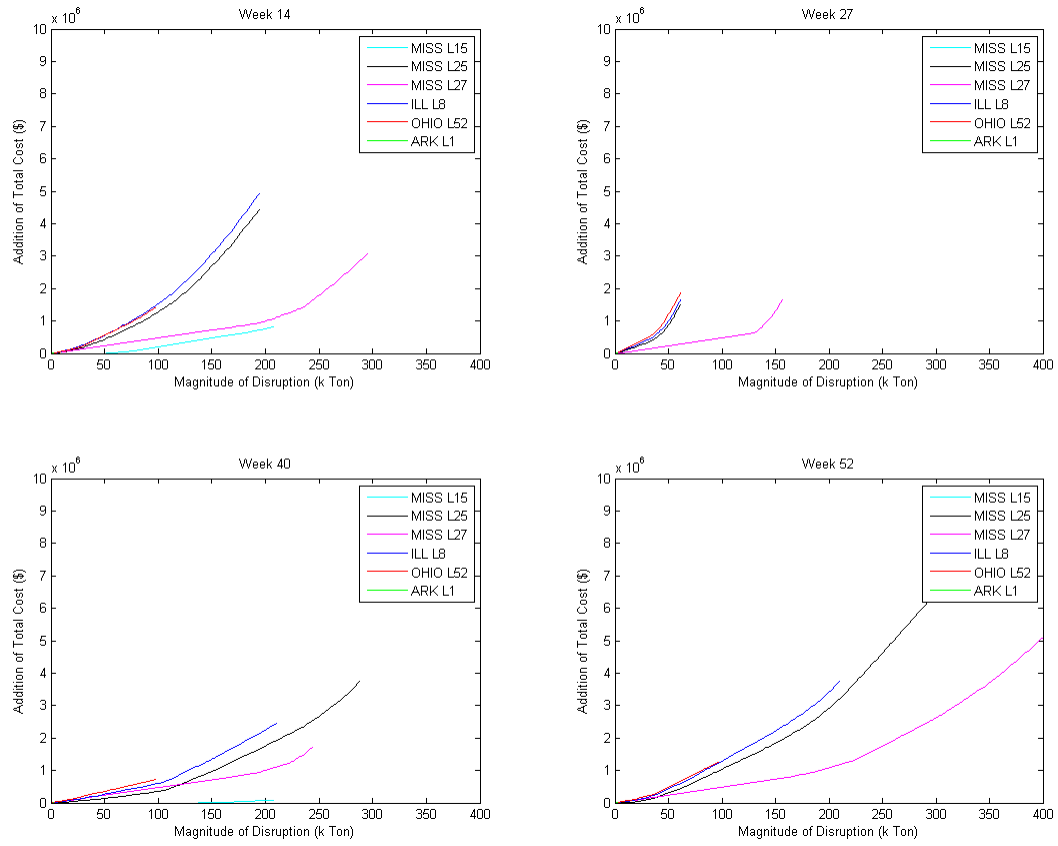 Week 14
x 10^6
10
9
8
7
6
5
4
3
2
1
0
Addition of Total Cost ($)
0 50 100 150 200 250 300 350 400
Magnitude of Disruption (k Ton)
MISS L15
MISS L25
MISS L27
ILL L8
OHIO L52
ARK L1
Week 27
x 10^6
10
9
8
7
6
5
4
3
2
1
0
Addition of Total Cost ($)
0 50 100 150 200 250 300 350 400
Magnitude of Disruption (k Ton)
MISS L15
MISS L25
MISS L27
ILL L8
OHIO L52
ARK L1
Week 40
x 10^6
10
9
8
7
6
5
4
3
2
1
0
Addition of Total Cost ($)
0 50 100 150 200 250 300 350 400
Magnitude of Disruption (k Ton)
MISS L15
MISS L25
MISS L27
ILL L8
OHIO L52
ARK L1
Week 52
x 10^6
10
9
8
7
6
5
4
3
2
1
0
Addition of Total Cost ($)
0 50 100 150 200 250 300 350 400
Magnitude of Disruption (k Ton)
MISS L15
MISS L25
MISS L27
ILL L8
OHIO L52
ARK L1